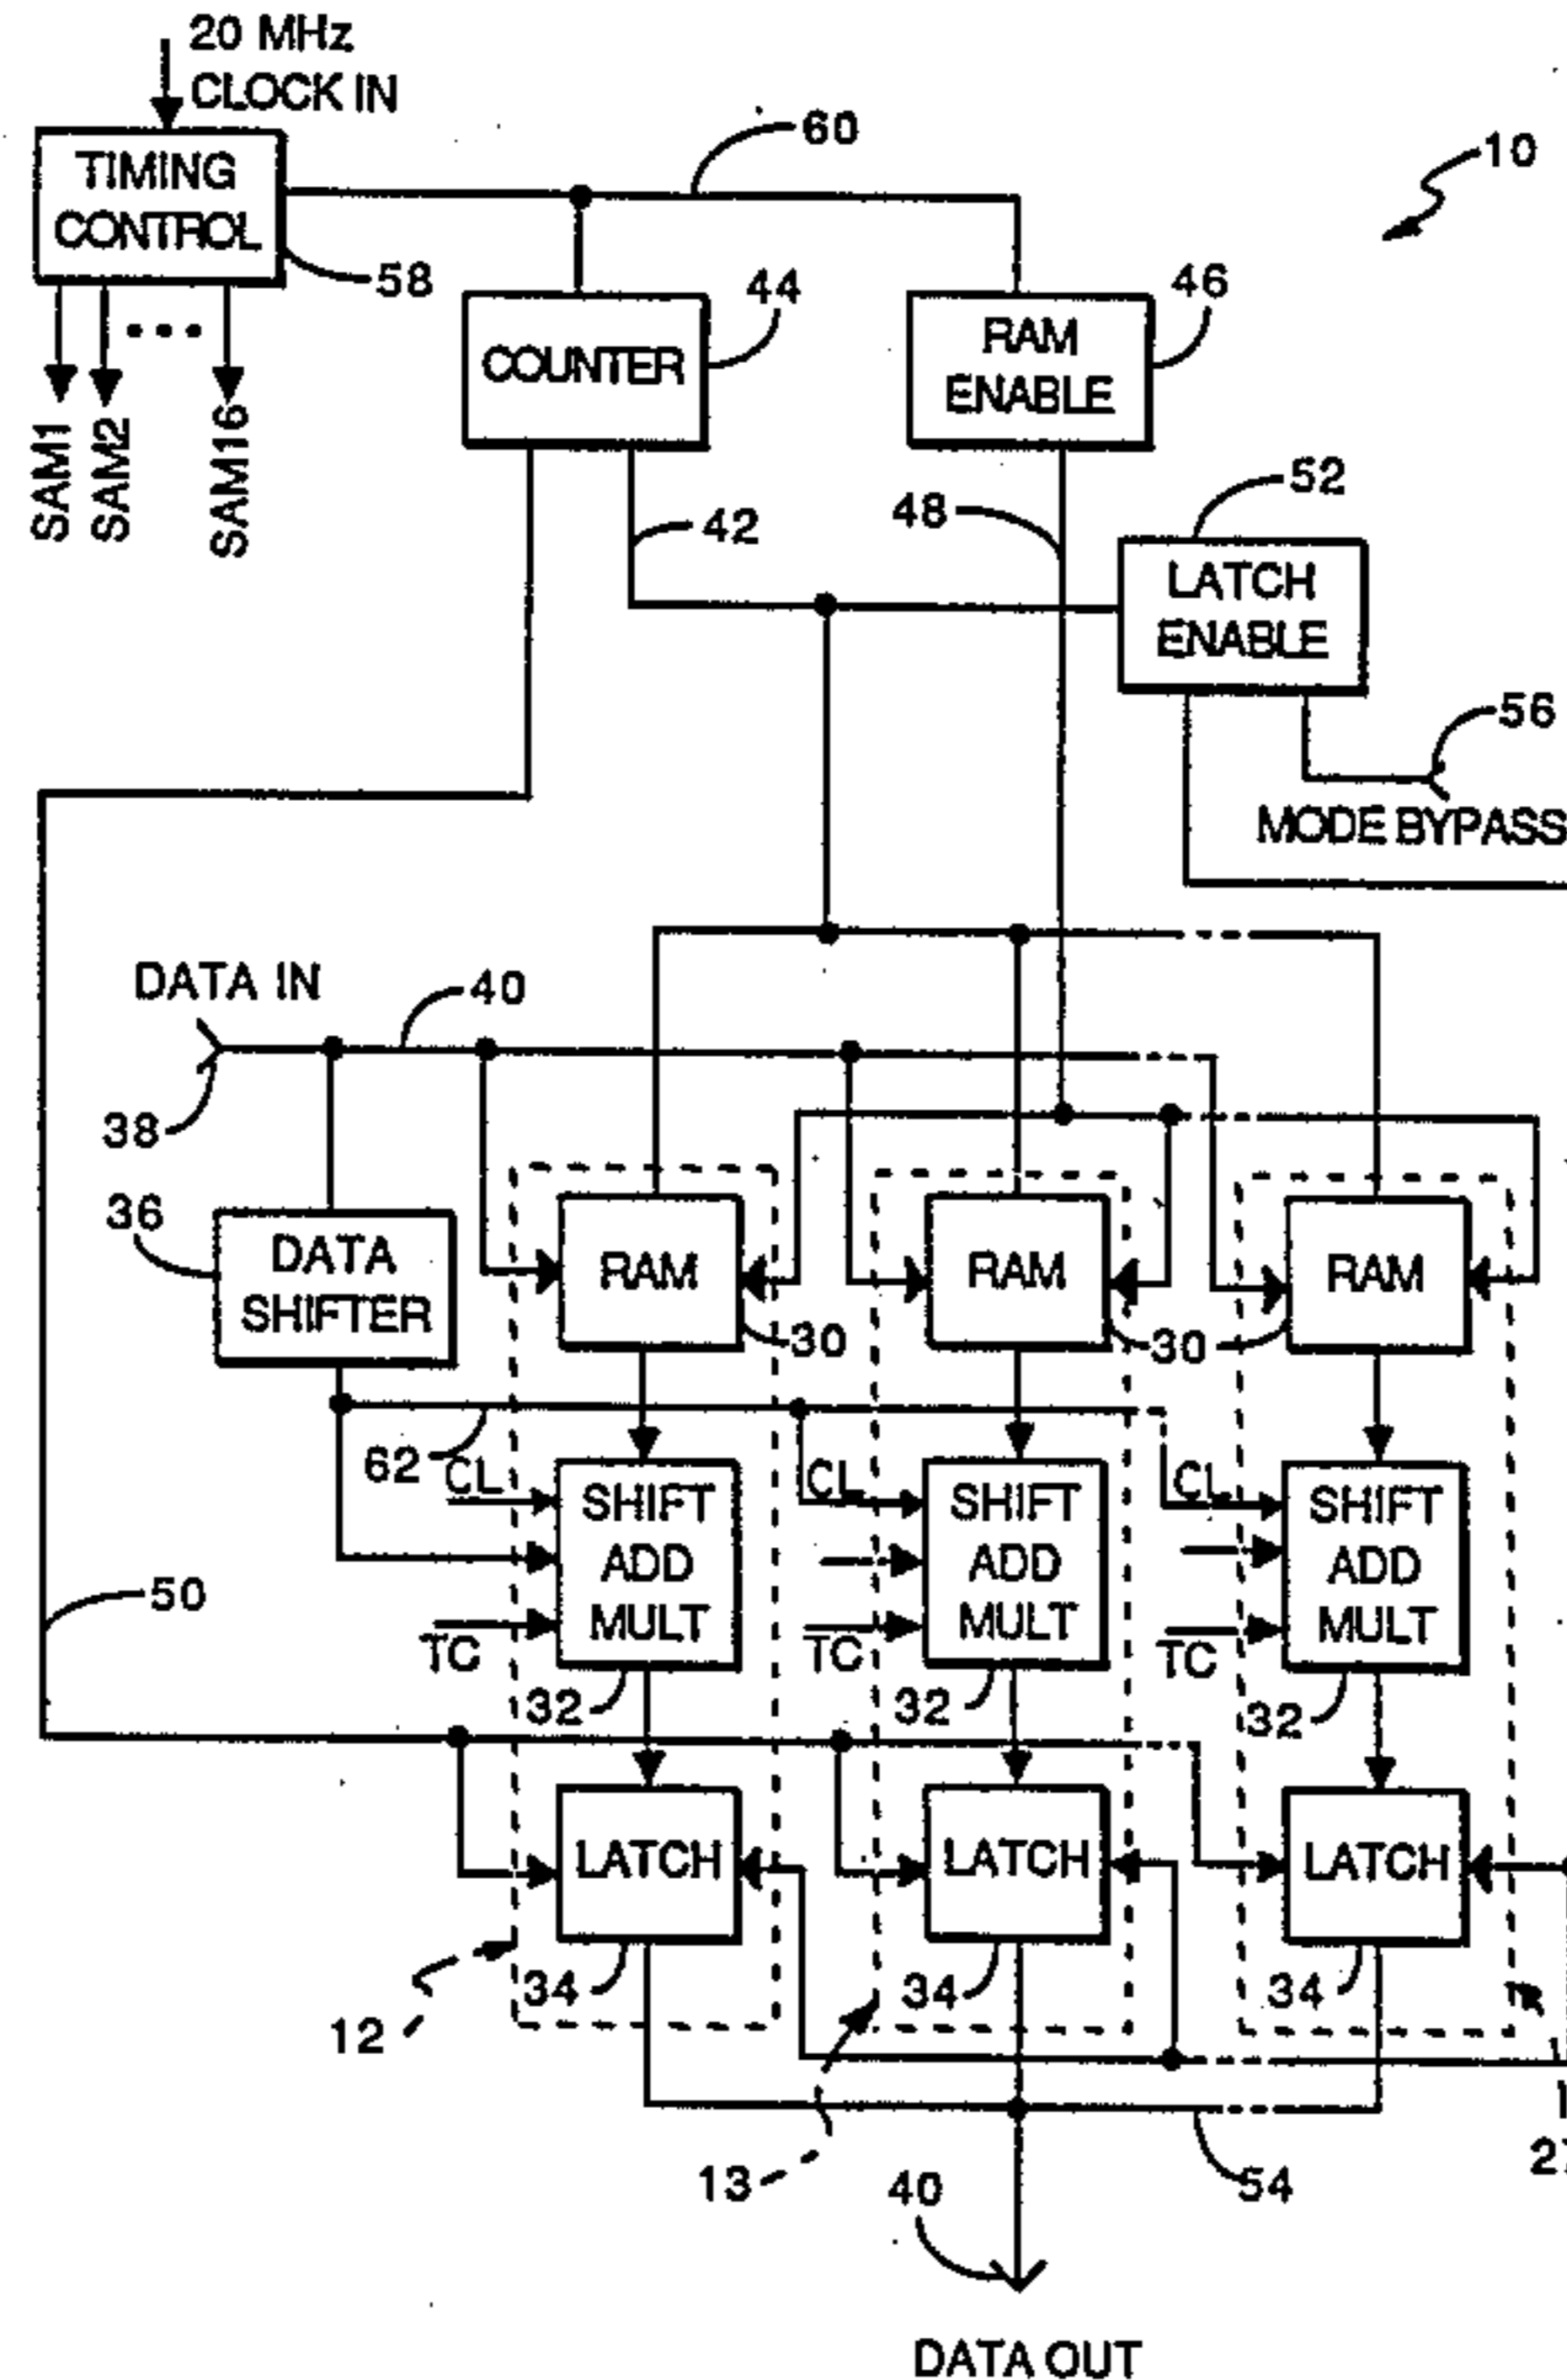 20 MHz
CLOCK IN
60
10
TIMING
CONTROL
58
44
46
COUNTER
RAM
ENABLE
SAM1
SAM2
SAM16
42
48
52
LATCH
ENABLE
56
MODE BYPASS
DATA IN
40
38
36
DATA
SHIFTER
RAM
RAM
RAM
30
30
62
CL
CL
CL
SHIFT
ADD
MULT
SHIFT
ADD
MULT
SHIFT
ADD
MULT
50
TC
TC
TC
32
32
32
LATCH
LATCH
LATCH
34
34
34
12
13
40
54
DATA OUT